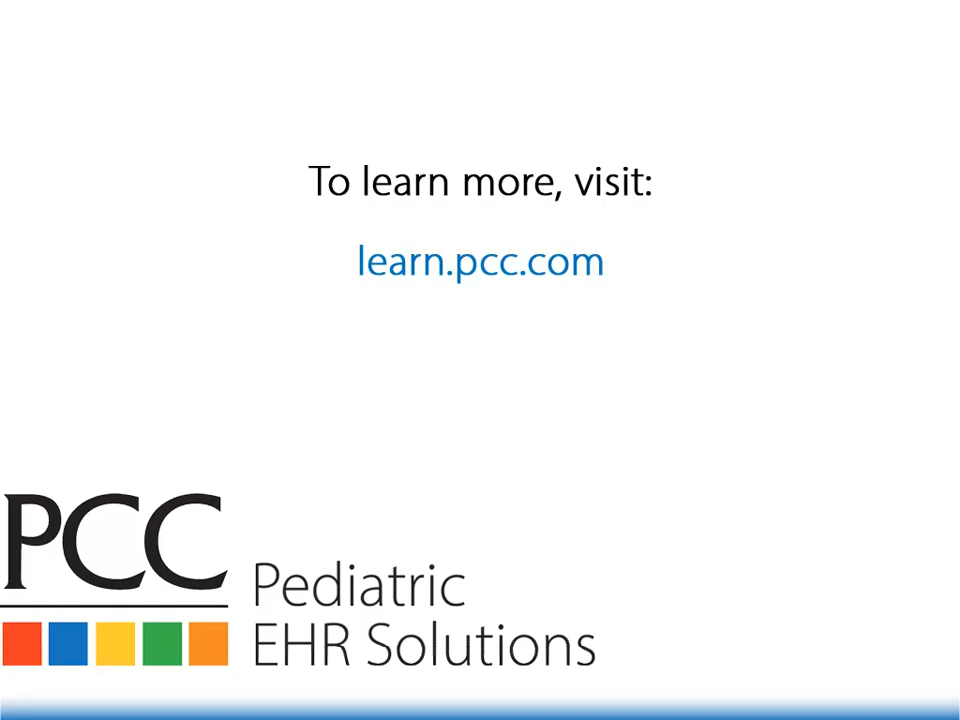 To learn more, visit:
learn.pcc.com
PCC
Pediatric
EHR Solutions